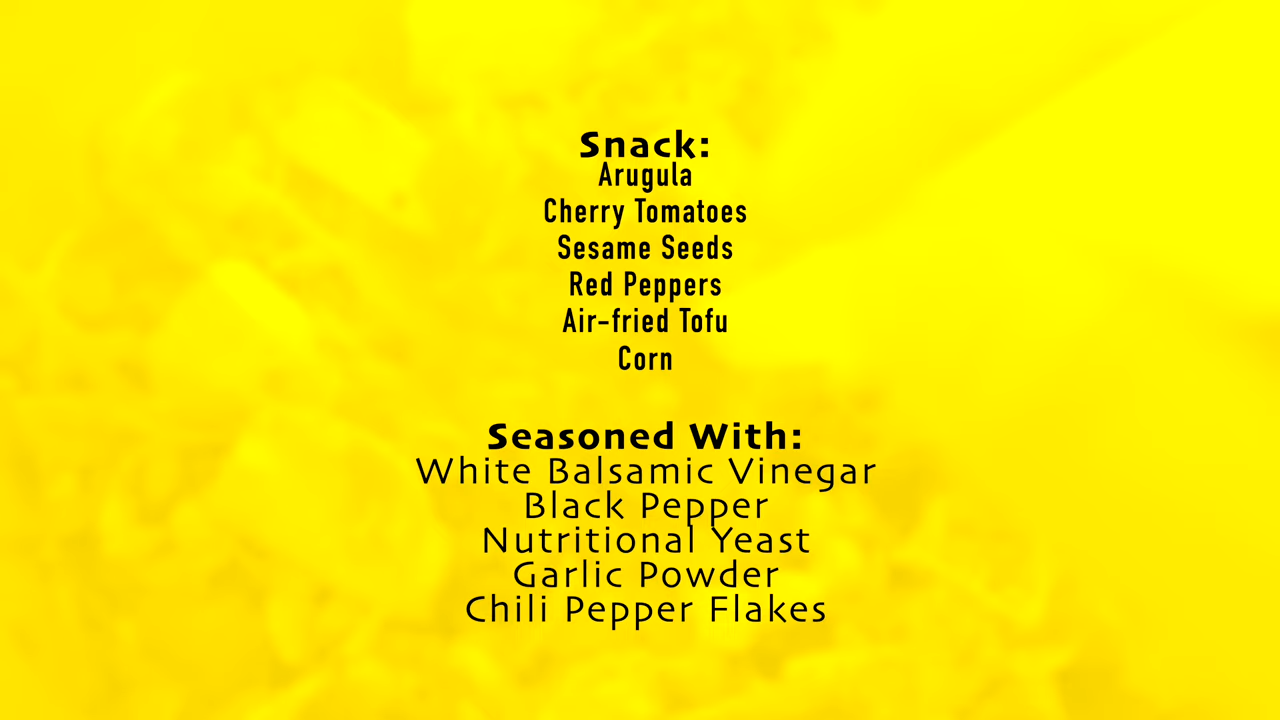 Snack:
Arugula
Cherry Tomatoes
Sesame Seeds
Red Peppers
Air-fried Tofu
Corn
Seasoned With:
White Balsamic Vinegar
Black Pepper
Nutritional Yeast
Garlic Powder
Chili Pepper Flakes